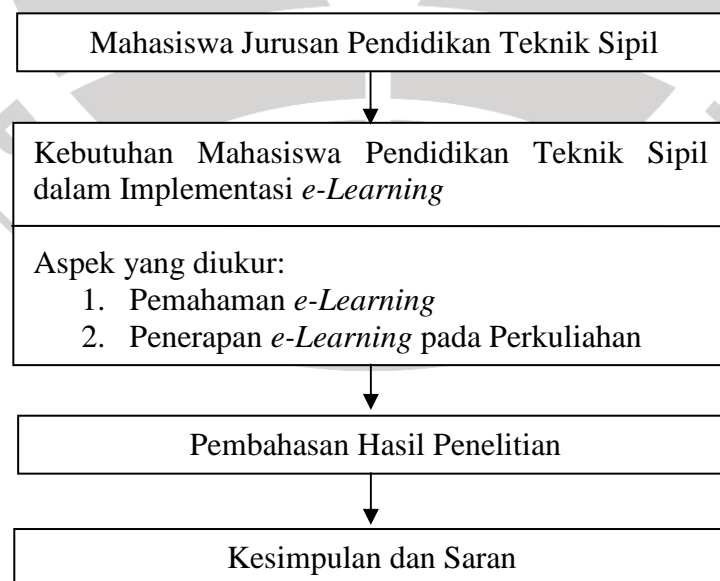 Mahasiswa Jurusan Pendidikan Teknik Sipil
Kebutuhan Mahasiswa Pendidikan Teknik Sipil
dalam Implementasi e-Learning
Aspek yang diukur:
1. Pemahaman e-Learning
2. Penerapan e-Learning pada Perkuliahan
Pembahasan Hasil Penelitian
Kesimpulan dan Saran